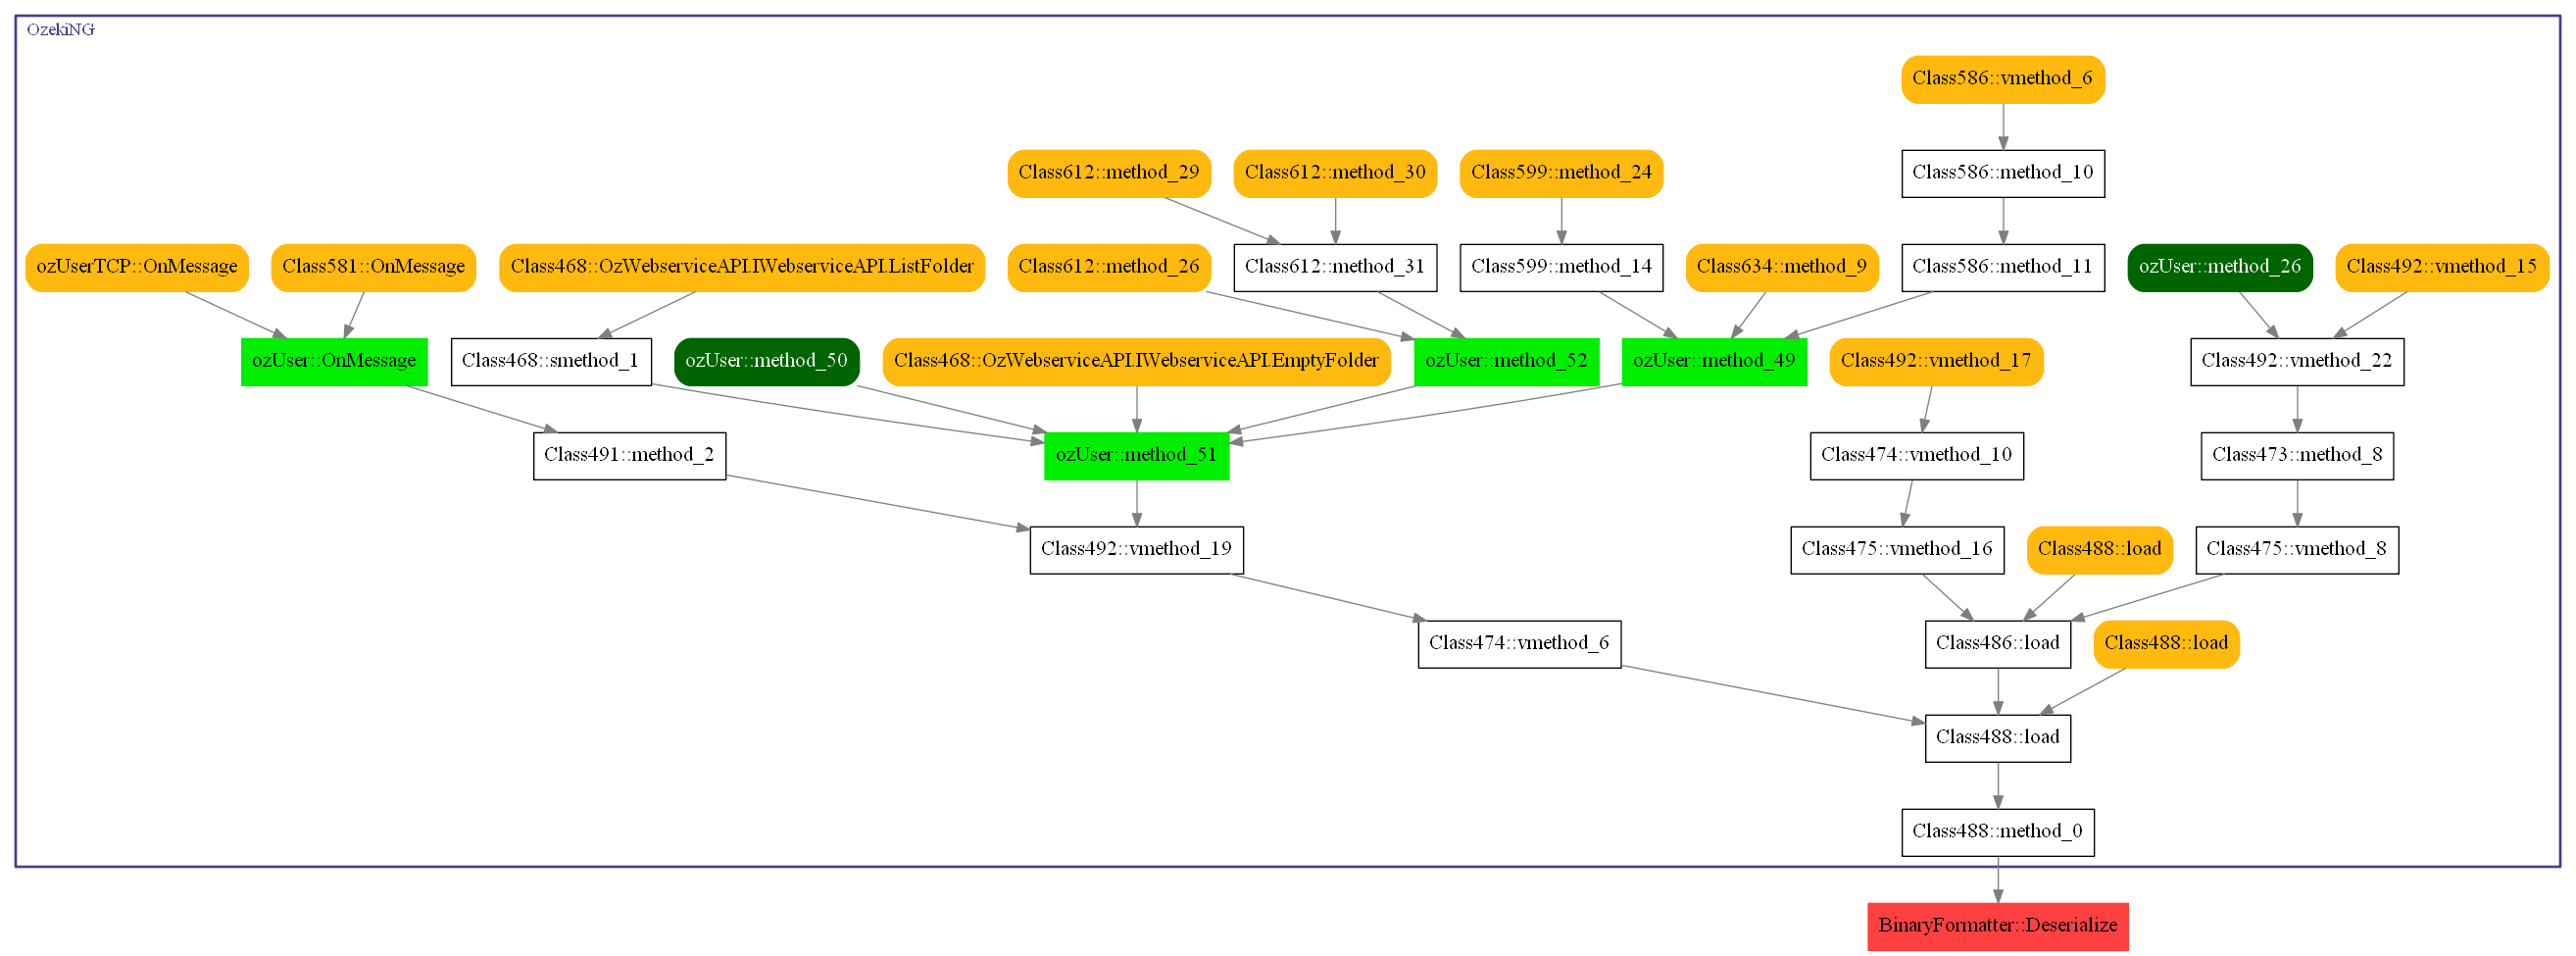 OzekiNG
Class586::vmethod_6
Class612::method_29
Class612::method_30
Class599::method_24
Class586::method_10
ozUserTCP::OnMessage
Class581::OnMessage
Class468::OzWebserviceAPI.IWebserviceAPI.ListFolder
Class612::method_26
Class612::method_31
Class599::method_14
Class634::method_9
Class586::method_11
ozUser::method_26
Class492::vmethod_15
ozUser::OnMessage
Class468::smethod_1
ozUser::method_50
Class468::OzWebserviceAPI.IWebserviceAPI.EmptyFolder
ozUser::method_52
ozUser::method_49
Class492::vmethod_17
Class492::vmethod_22
Class491::method_2
ozUser::method_51
Class474::vmethod_10
Class473::method_8
Class492::vmethod_19
Class475::vmethod_16
Class488::load
Class475::vmethod_8
Class474::vmethod_6
Class486::load
Class488::load
Class488::load
Class488::method_0
BinaryFormatter::Deserialize